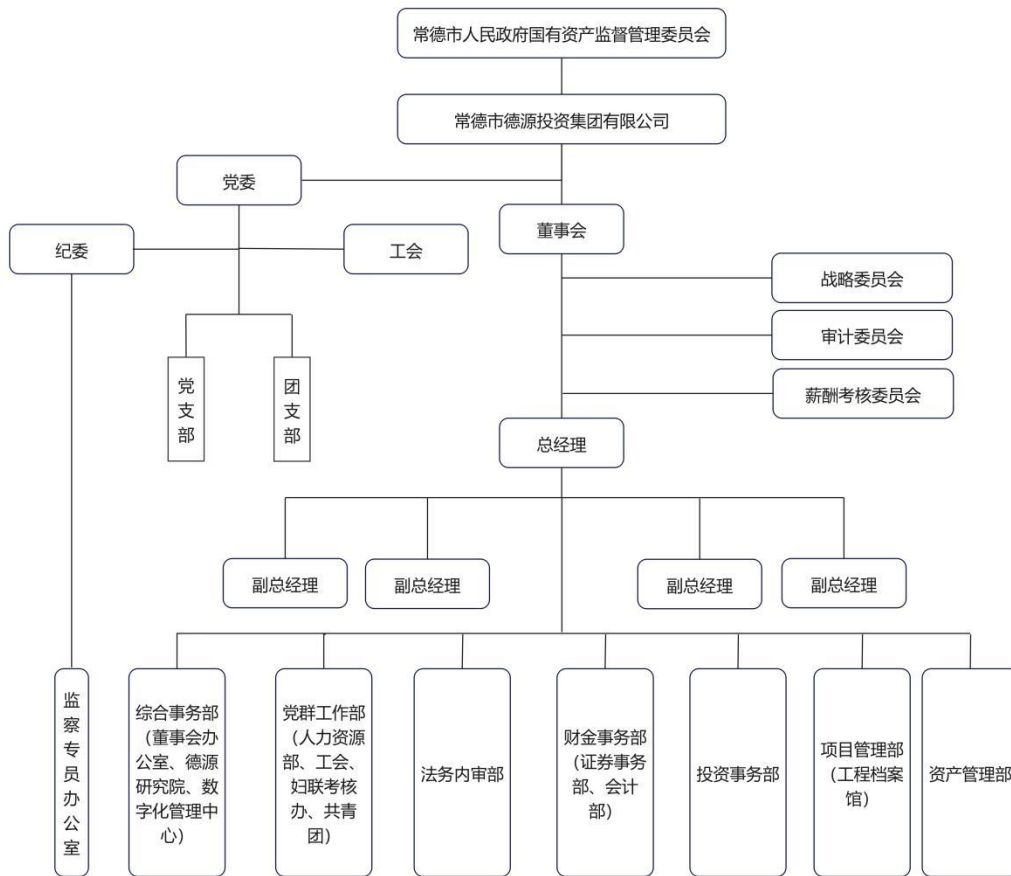 常德市人民政府国有资产监督管理委员会
常德市德源投资集团有限公司
党委
董事会
纪委
工会
战略委员会
审计委员会
薪酬考核委员会
党支部
团支部
总经理
副总经理
副总经理
副总经理
副总经理
监察专员办公室
综合事务部
（董事会办
公室、德源
研究院、数
字化管理中
心）
党群工作部
（人力资源
部、工会、
妇联考核
办、共青
团）
法务内审部
财金事务部
（证券事务
部、会计
部）
投资事务部
项目管理部
（工程档案
馆）
资产管理部